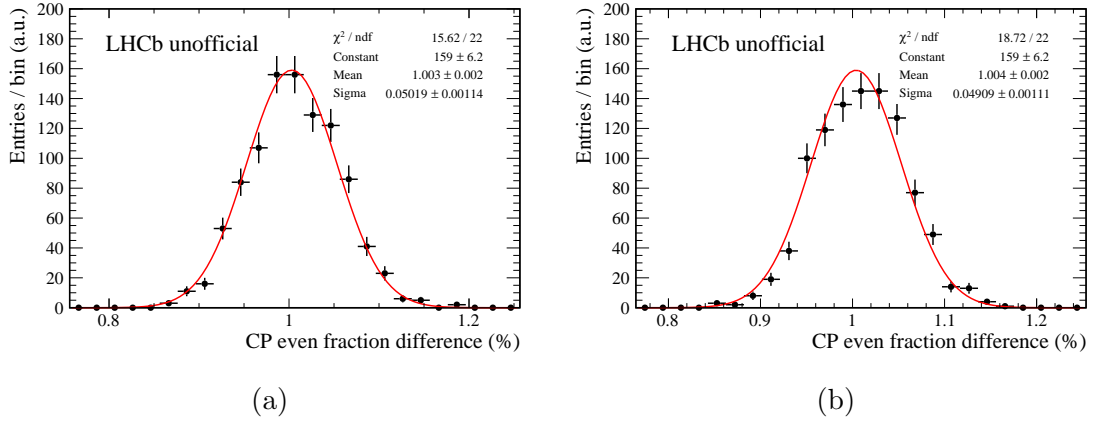 LHCb unofficial
χ² / ndf 15.62 / 22
Constant 159 ± 6.2
Mean 1.003 ± 0.002
Sigma 0.05019 ± 0.00114
Entries / bin (a.u.)
200
180
160
140
120
100
80
60
40
20
0
0.8 1 1.2
CP even fraction difference (%)
(a)
LHCb unofficial
χ² / ndf 18.72 / 22
Constant 159 ± 6.2
Mean 1.004 ± 0.002
Sigma 0.04909 ± 0.00111
Entries / bin (a.u.)
200
180
160
140
120
100
80
60
40
20
0
0.8 0.9 1 1.1 1.2
CP even fraction difference (%)
(b)